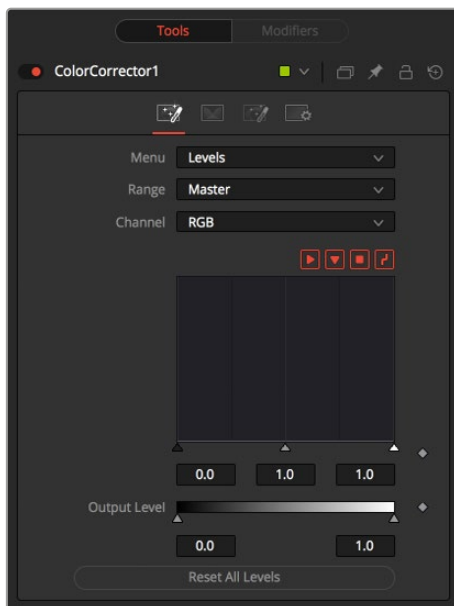 Tools Modifiers
ColorCorrector1
Menu Levels
Range Master
Channel RGB
0.0 1.0 1.0
Output Level
0.0 1.0
Reset All Levels